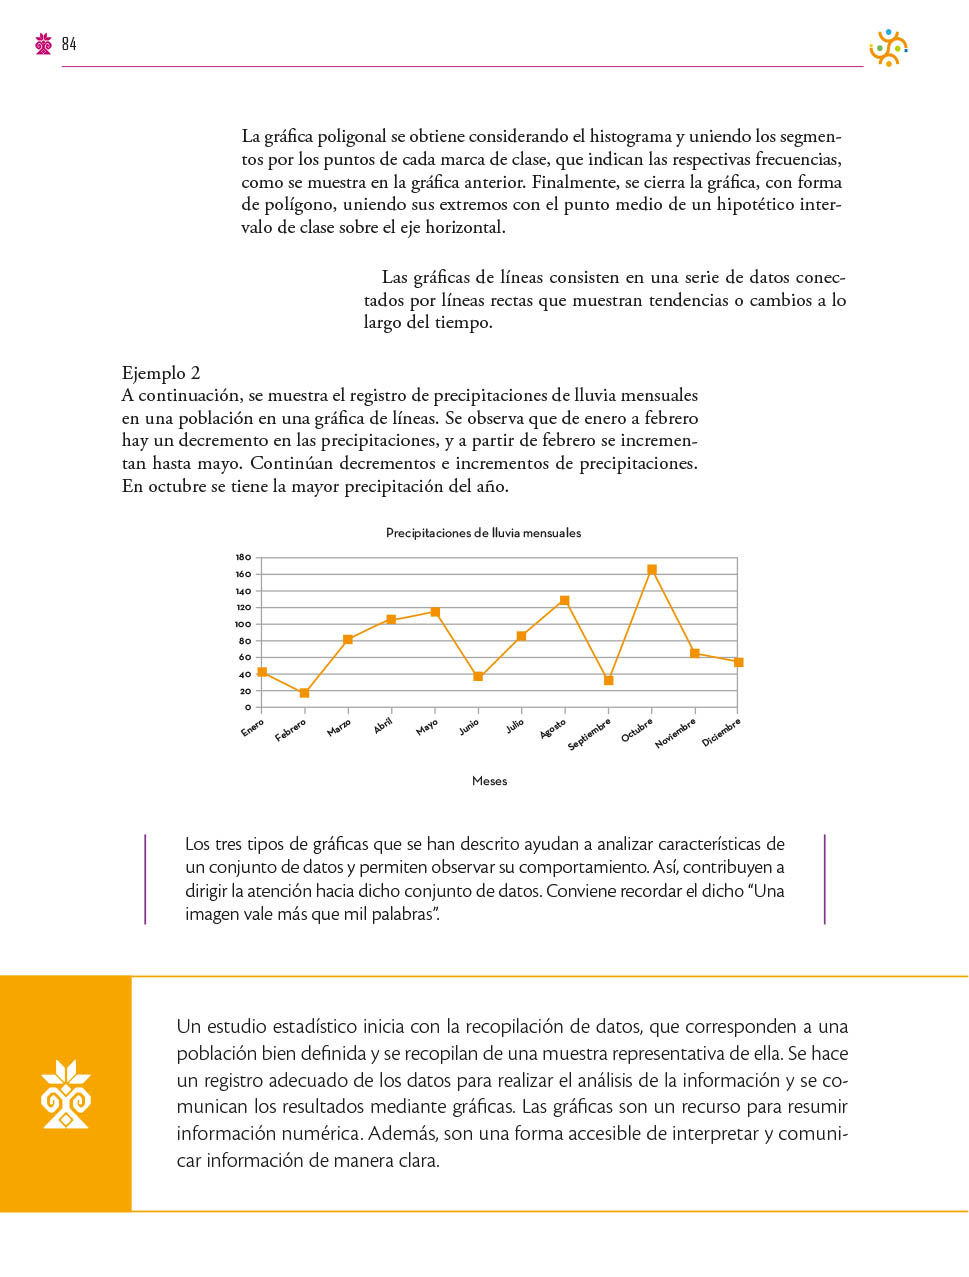 84
La gráfica poligonal se obtiene considerando el histograma y uniendo los segmen-
tos por los puntos de cada marca de clase, que indican las respectivas frecuencias,
como se muestra en la gráfica anterior. Finalmente, se cierra la gráfica, con forma
de polígono, uniendo sus extremos con el punto medio de un hipotético inter-
valo de clase sobre el eje horizontal.
Las gráficas de líneas consisten en una serie de datos conec-
tados por líneas rectas que muestran tendencias o cambios a lo
largo del tiempo.
Ejemplo 2
A continuación, se muestra el registro de precipitaciones de lluvia mensuales
en una población en una gráfica de líneas. Se observa que de enero a febrero
hay un decremento en las precipitaciones, y a partir de febrero se incremen-
tan hasta mayo. Continúan decrementos e incrementos de precipitaciones.
En octubre se tiene la mayor precipitación del año.
Precipitaciones de lluvia mensuales
180
160
140
120
100
80
60
40
20
0
Enero
Febrero
Marzo
Abril
Mayo
Junio
Julio
Agosto
Septiembre
Octubre
Noviembre
Diciembre
Meses
Los tres tipos de gráficas que se han descrito ayudan a analizar características de
un conjunto de datos y permiten observar su comportamiento. Así, contribuyen a
dirigir la atención hacia dicho conjunto de datos. Conviene recordar el dicho “Una
imagen vale más que mil palabras”.
Un estudio estadístico inicia con la recopilación de datos, que corresponden a una
población bien definida y se recopilan de una muestra representativa de ella. Se hace
un registro adecuado de los datos para realizar el análisis de la información y se co-
munican los resultados mediante gráficas. Las gráficas son un recurso para resumir
información numérica. Además, son una forma accesible de interpretar y comuni-
car información de manera clara.